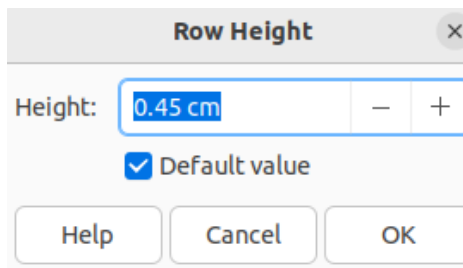 Row Height
Height: 0.45 cm
Default value
Help Cancel OK